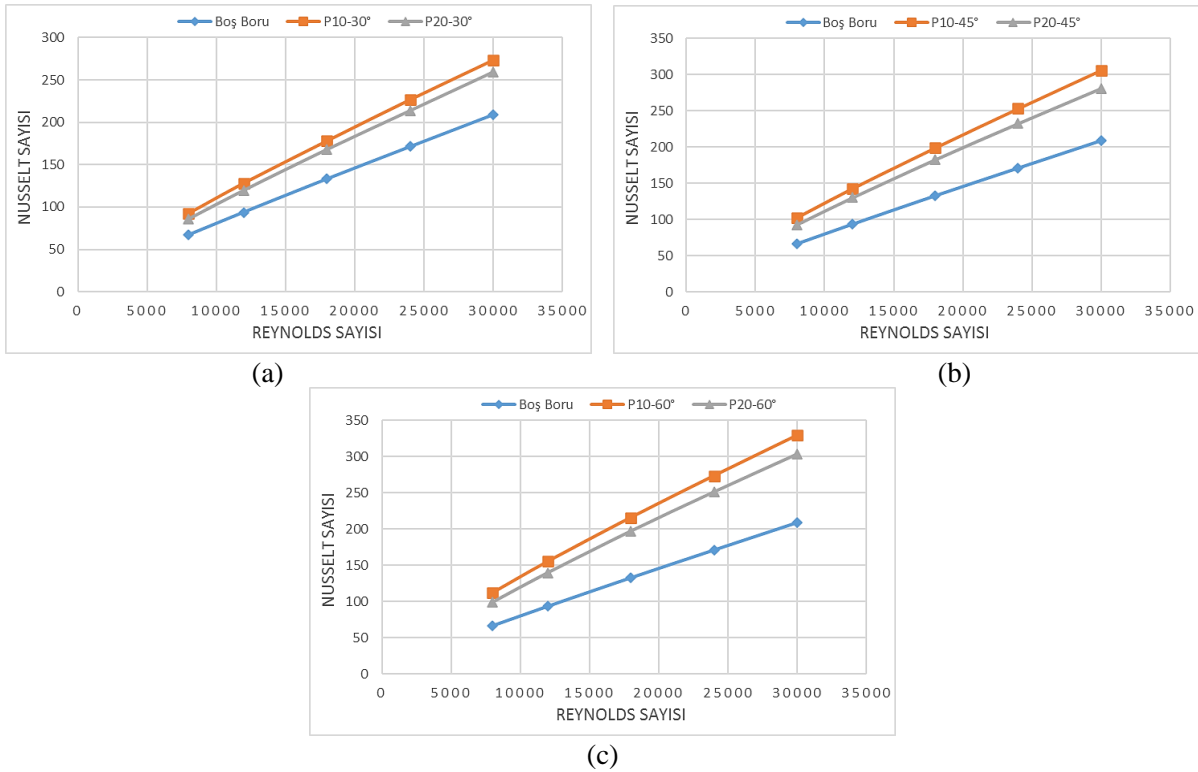 Boş Boru P10-30° P20-30°
300
250
200
150
100
50
0
NUSSELT SAYISI
0 5000 10000 15000 20000 25000 30000 35000
REYNOLDS SAYISI
(a)
Boş Boru P10-45° P20-45°
350
300
250
200
150
100
50
0
NUSSELT SAYISI
0 5000 10000 15000 20000 25000 30000 35000
REYNOLDS SAYISI
(b)
Boş Boru P10-60° P20-60°
350
300
250
200
150
100
50
0
NUSSELT SAYISI
0 5000 10000 15000 20000 25000 30000 35000
REYNOLDS SAYISI
(c)